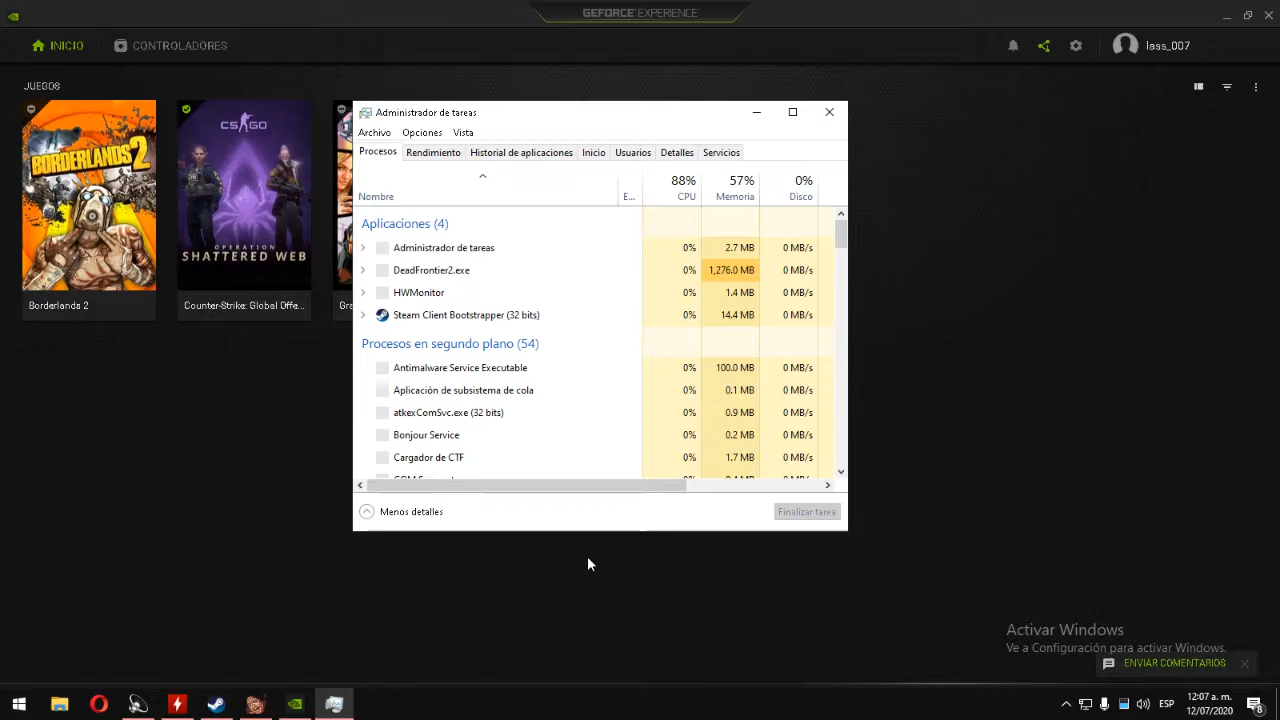 GEFORCE EXPERIENCE
INICIO
CONTROLADORES
lass_007
JUEGOS
BORDERLANDS 2
CS:GO
OPERATION
SHATTERED WEB
Borderlands 2
Counter-Strike: Global Offe...
Gr
Administrador de tareas
Archivo Opciones Vista
Procesos Rendimiento Historial de aplicaciones Inicio Usuarios Detalles Servicios
88% 57% 0%
Nombre E... CPU Memoria Disco
Aplicaciones (4)
Administrador de tareas 0% 2.7 MB 0 MB/s
DeadFrontier2.exe 0% 1,276.0 MB 0 MB/s
HWMonitor 0% 1.4 MB 0 MB/s
Steam Client Bootstrapper (32 bits) 0% 14.4 MB 0 MB/s
Procesos en segundo plano (54)
Antimalware Service Executable 0% 100.0 MB 0 MB/s
Aplicación de subsistema de cola 0% 0.1 MB 0 MB/s
atkexComSvc.exe (32 bits) 0% 0.9 MB 0 MB/s
Bonjour Service 0% 0.2 MB 0 MB/s
Cargador de CTF 0% 1.7 MB 0 MB/s
Menos detalles
Finalizar tarea
Activar Windows
Ve a Configuración para activar Windows.
ENVIAR COMENTARIOS
ESP
12:07 a. m.
12/07/2020
8